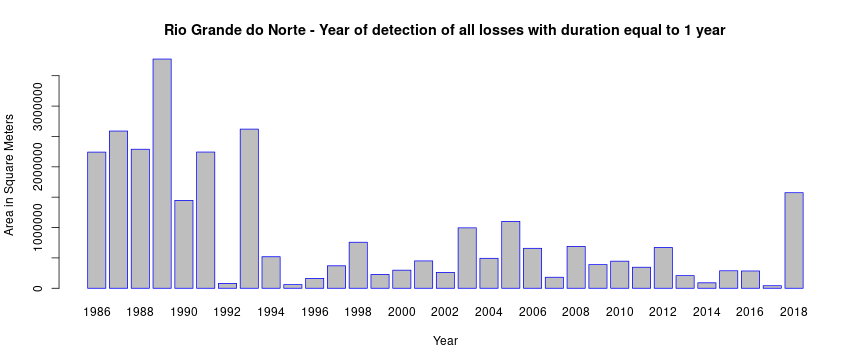 Rio Grande do Norte - Year of detection of all losses with duration equal to 1 year
Area in Square Meters
3000000
2000000
1000000
0
1986 1988 1990 1992 1994 1996 1998 2000 2002 2004 2006 2008 2010 2012 2014 2016 2018
Year